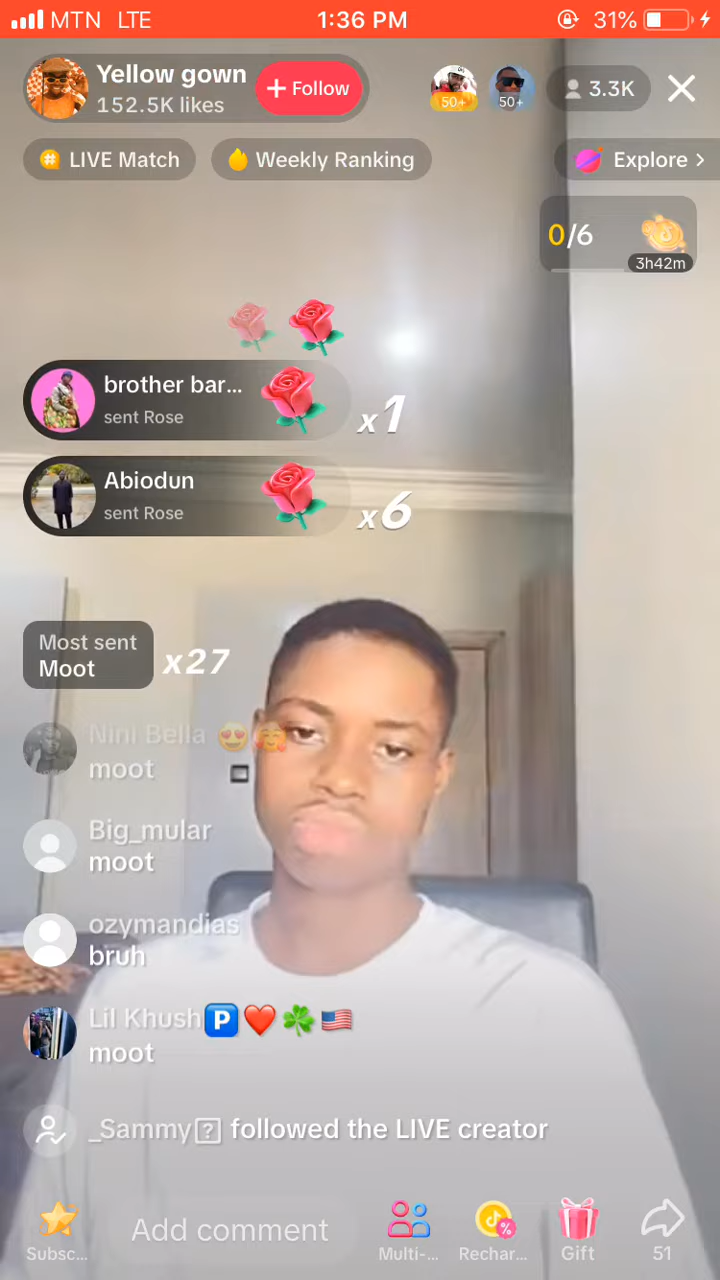 MTN LTE 1:36 PM 31%
Yellow gown
152.5K likes
+ Follow
50+
50+
3.3K
LIVE Match
Weekly Ranking
Explore >
0/6
3h42m
brother bar...
sent Rose
x1
Abiodun
sent Rose
x6
Most sent
Moot
x27
Nini Bella 😍🥰
moot
Big_mular
moot
ozymandias
bruh
Lil Khush🅿️❤️☘️🇺🇸
moot
_Sammy⍰ followed the LIVE creator
Subsc...
Add comment
Multi-...
Rechar...
Gift
51